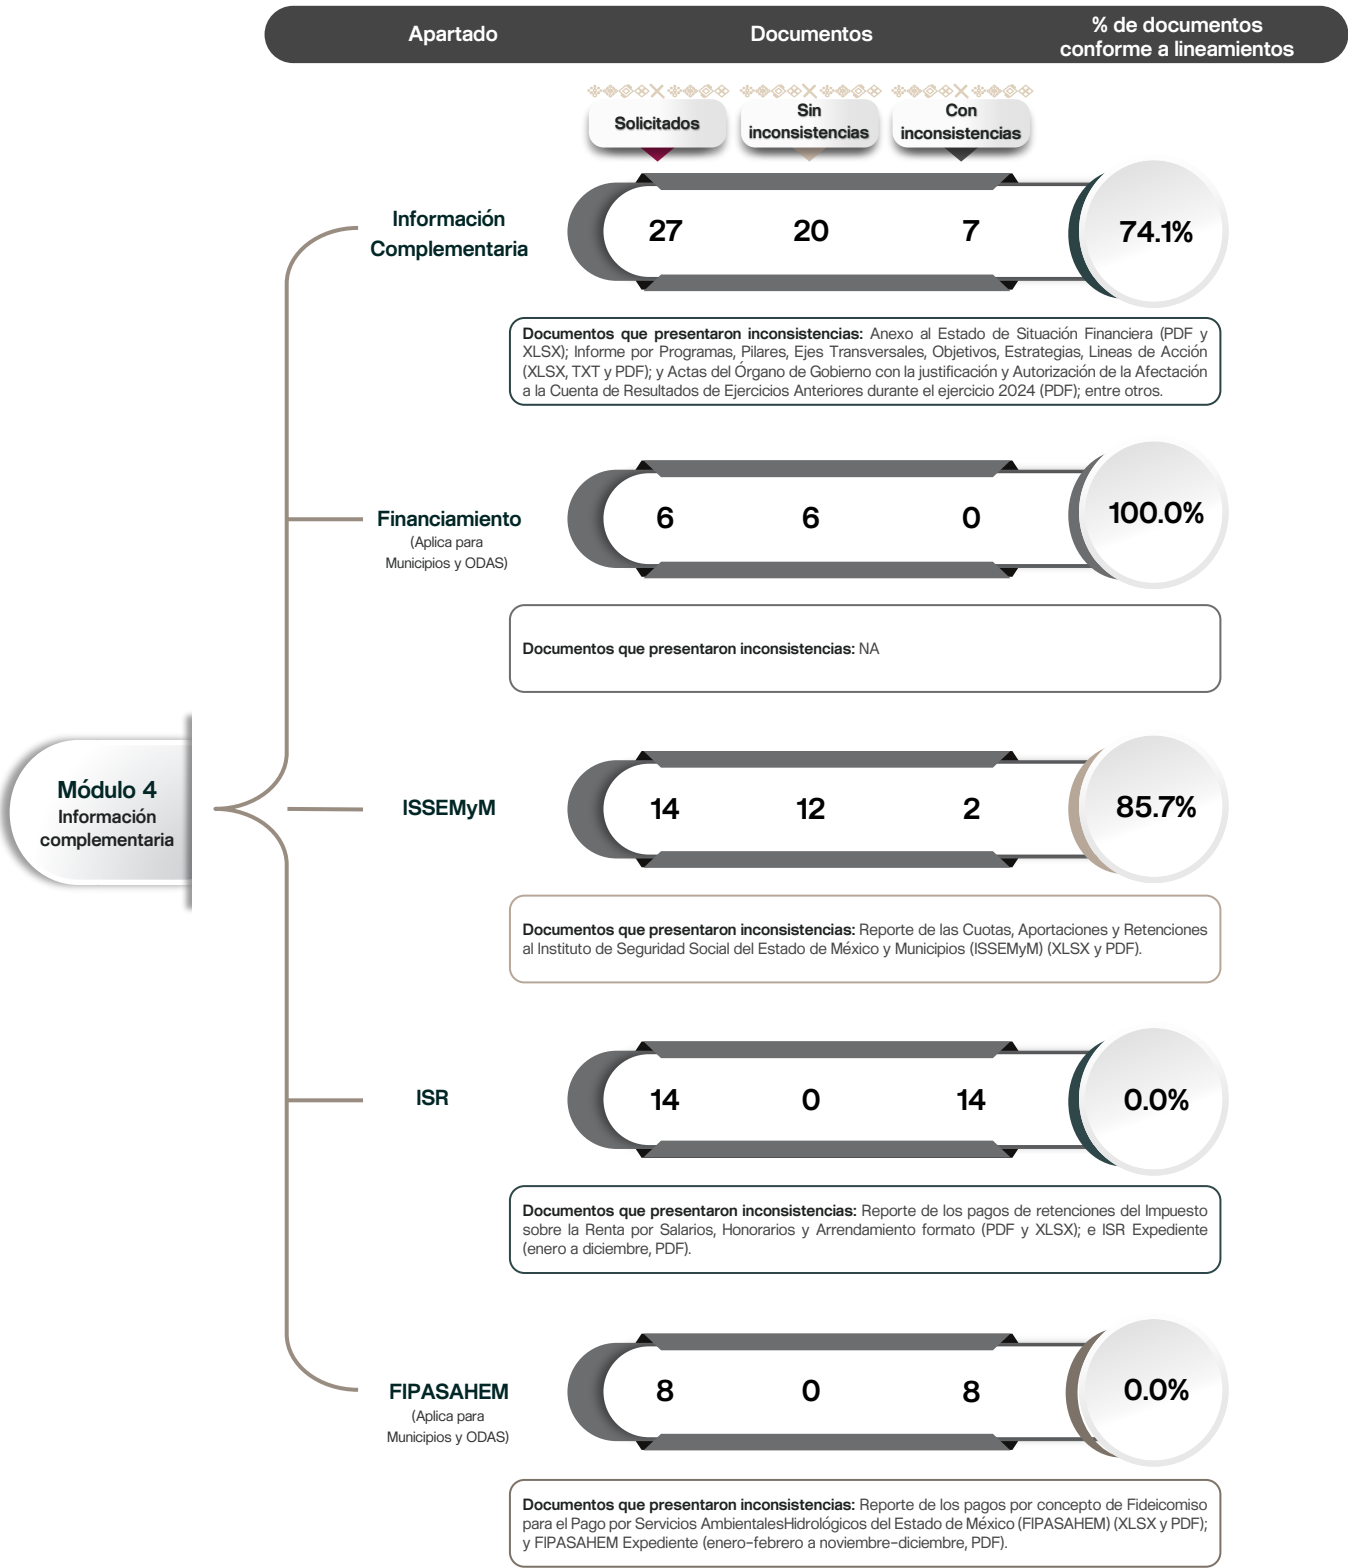 Apartado
Documentos
% de documentos
conforme a lineamientos
Solicitados
Sin
inconsistencias
Con
inconsistencias
Información
Complementaria
27
20
7
74.1%
Documentos que presentaron inconsistencias: Anexo al Estado de Situación Financiera (PDF y
XLSX); Informe por Programas, Pilares, Ejes Transversales, Objetivos, Estrategias, Lineas de Acción
(XLSX, TXT y PDF); y Actas del Órgano de Gobierno con la justificación y Autorización de la Afectación
a la Cuenta de Resultados de Ejercicios Anteriores durante el ejercicio 2024 (PDF); entre otros.
Financiamiento
(Aplica para
Municipios y ODAS)
6
6
0
100.0%
Documentos que presentaron inconsistencias: NA
Módulo 4
Información
complementaria
ISSEMyM
14
12
2
85.7%
Documentos que presentaron inconsistencias: Reporte de las Cuotas, Aportaciones y Retenciones
al Instituto de Seguridad Social del Estado de México y Municipios (ISSEMyM) (XLSX y PDF).
ISR
14
0
14
0.0%
Documentos que presentaron inconsistencias: Reporte de los pagos de retenciones del Impuesto
sobre la Renta por Salarios, Honorarios y Arrendamiento formato (PDF y XLSX); e ISR Expediente
(enero a diciembre, PDF).
FIPASAHEM
(Aplica para
Municipios y ODAS)
8
0
8
0.0%
Documentos que presentaron inconsistencias: Reporte de los pagos por concepto de Fideicomiso
para el Pago por Servicios AmbientalesHidrológicos del Estado de México (FIPASAHEM) (XLSX y PDF);
y FIPASAHEM Expediente (enero-febrero a noviembre-diciembre, PDF).